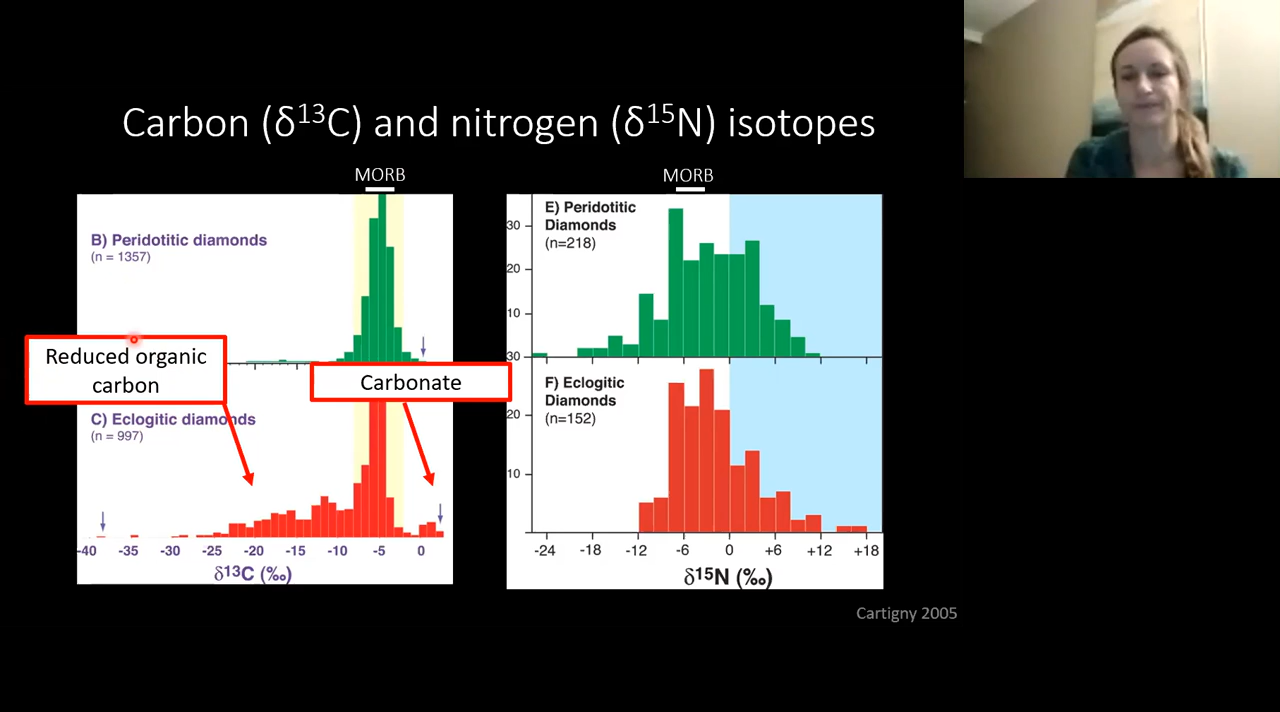 Carbon (δ¹³C) and nitrogen (δ¹⁵N) isotopes
MORB
B) Peridotitic diamonds
(n = 1357)
Reduced organic
carbon
Carbonate
C) Eclogitic diamonds
(n = 997)
-40 -35 -30 -25 -20 -15 -10 -5 0
δ¹³C (‰)
MORB
E) Peridotitic
Diamonds
(n=218)
30
20
10
30
F) Eclogitic
Diamonds
(n=152)
20
10
-24 -18 -12 -6 0 +6 +12 +18
δ¹⁵N (‰)
Cartigny 2005